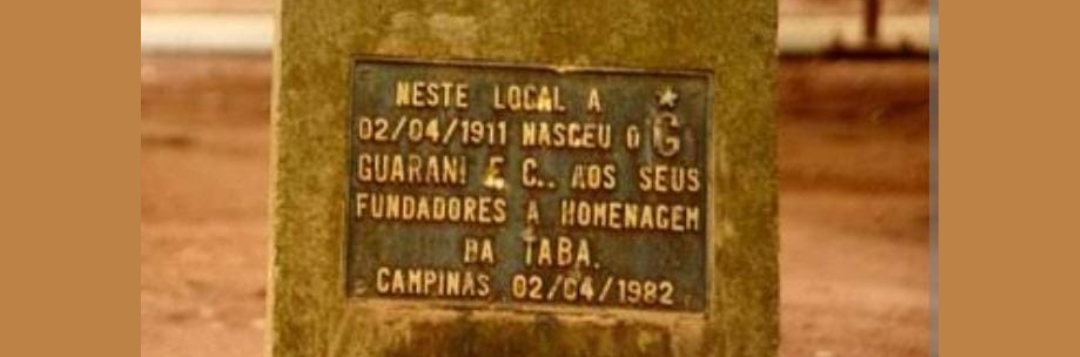 NESTE LOCAL A
02/04/1911 NASCEU O G
GUARANI F. C.. AOS SEUS
FUNDADORES A HOMENAGEM
DA TABA.
CAMPINAS 02/04/1982